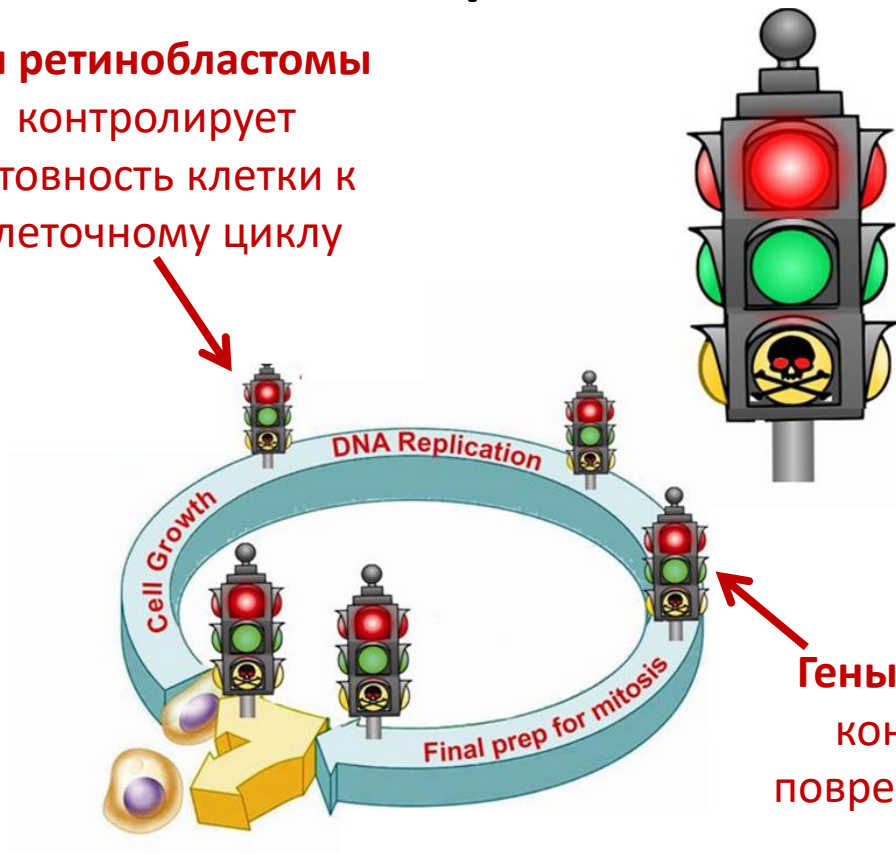 ретинобластомы
контролирует
товность клетки к
леточному циклу
DNA Replication
Cell Growth
Final prep for mitosis
Гены
кон
повре